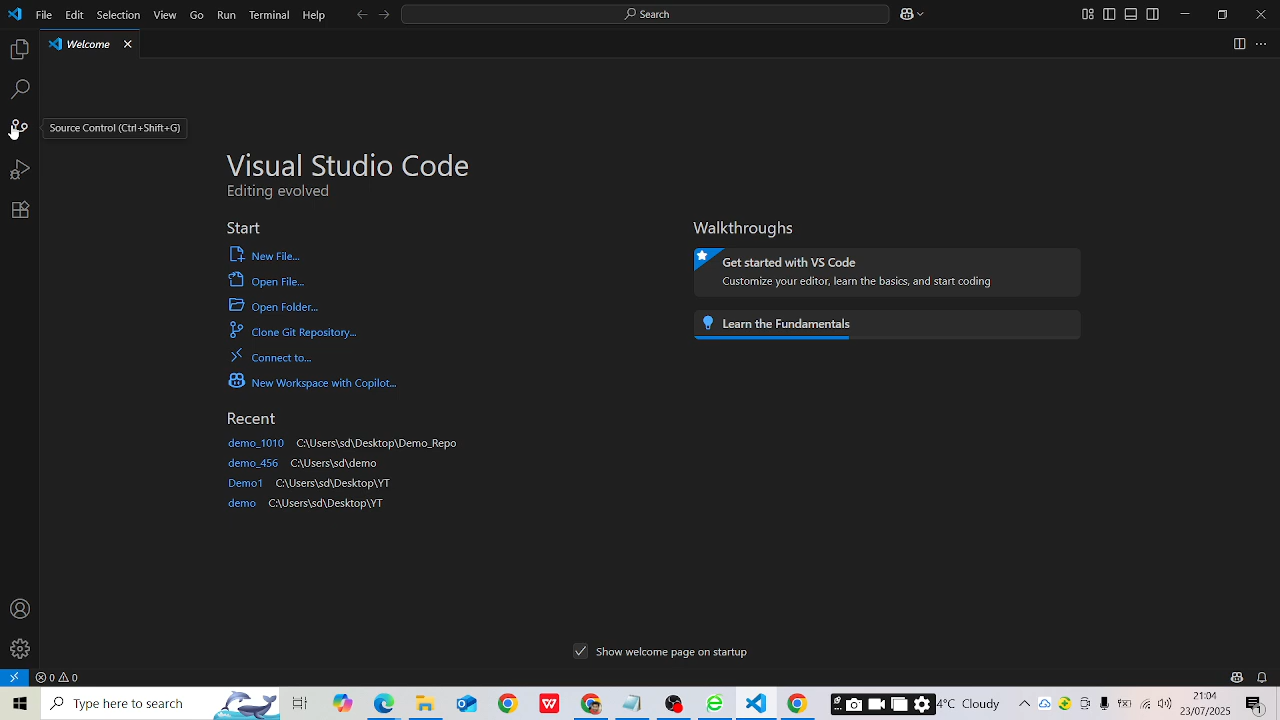 File Edit Selection View Go Run Terminal Help
Search
Welcome
Source Control (Ctrl+Shift+G)
Visual Studio Code
Editing evolved
Start
New File...
Open File...
Open Folder...
Clone Git Repository...
Connect to...
New Workspace with Copilot...
Recent
demo_1010 C:\Users\sd\Desktop\Demo_Repo
demo_456 C:\Users\sd\demo
Demo1 C:\Users\sd\Desktop\YT
demo C:\Users\sd\Desktop\YT
Walkthroughs
Get started with VS Code
Customize your editor, learn the basics, and start coding
Learn the Fundamentals
Show welcome page on startup
0 0
Type here to search
4°C Cloudy
21:04
23/07/2025
1